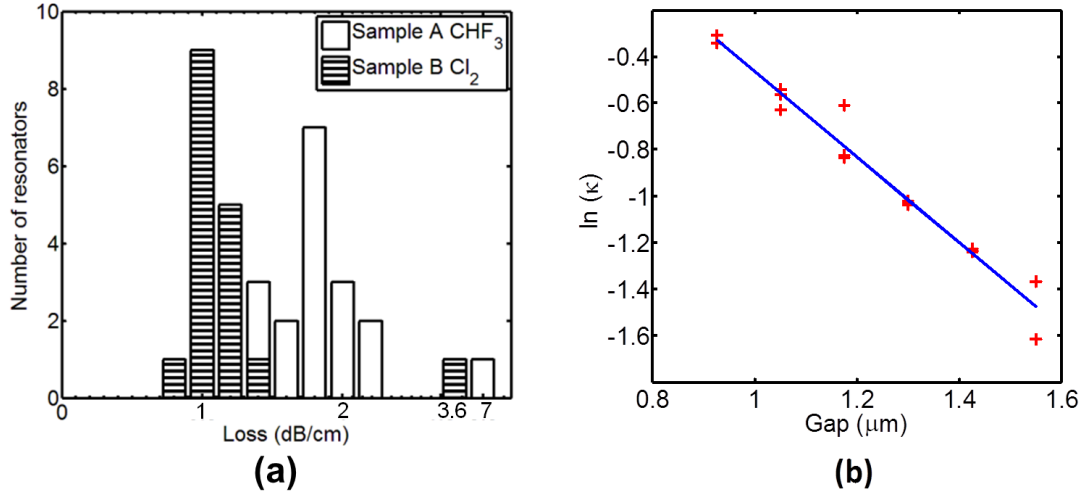 10
8
6
4
2
0
Number of resonators
Sample A CHF3
Sample B Cl2
0 1 2 3.6 7
Loss (dB/cm)
(a)
-0.4
-0.6
-0.8
-1
-1.2
-1.4
-1.6
ln (κ)
0.8 1 1.2 1.4 1.6
Gap (μm)
(b)